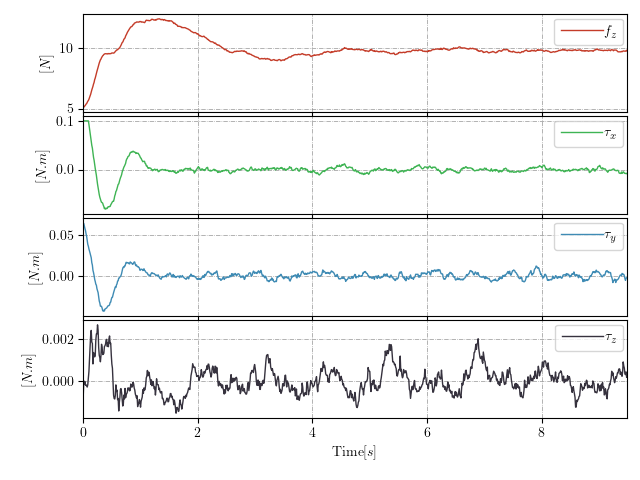 f_z
10
[N]
5
τ_x
0.1
[N.m]
0.0
τ_y
0.05
[N.m]
0.00
τ_z
0.002
[N.m]
0.000
0 2 4 6 8
Time[s]